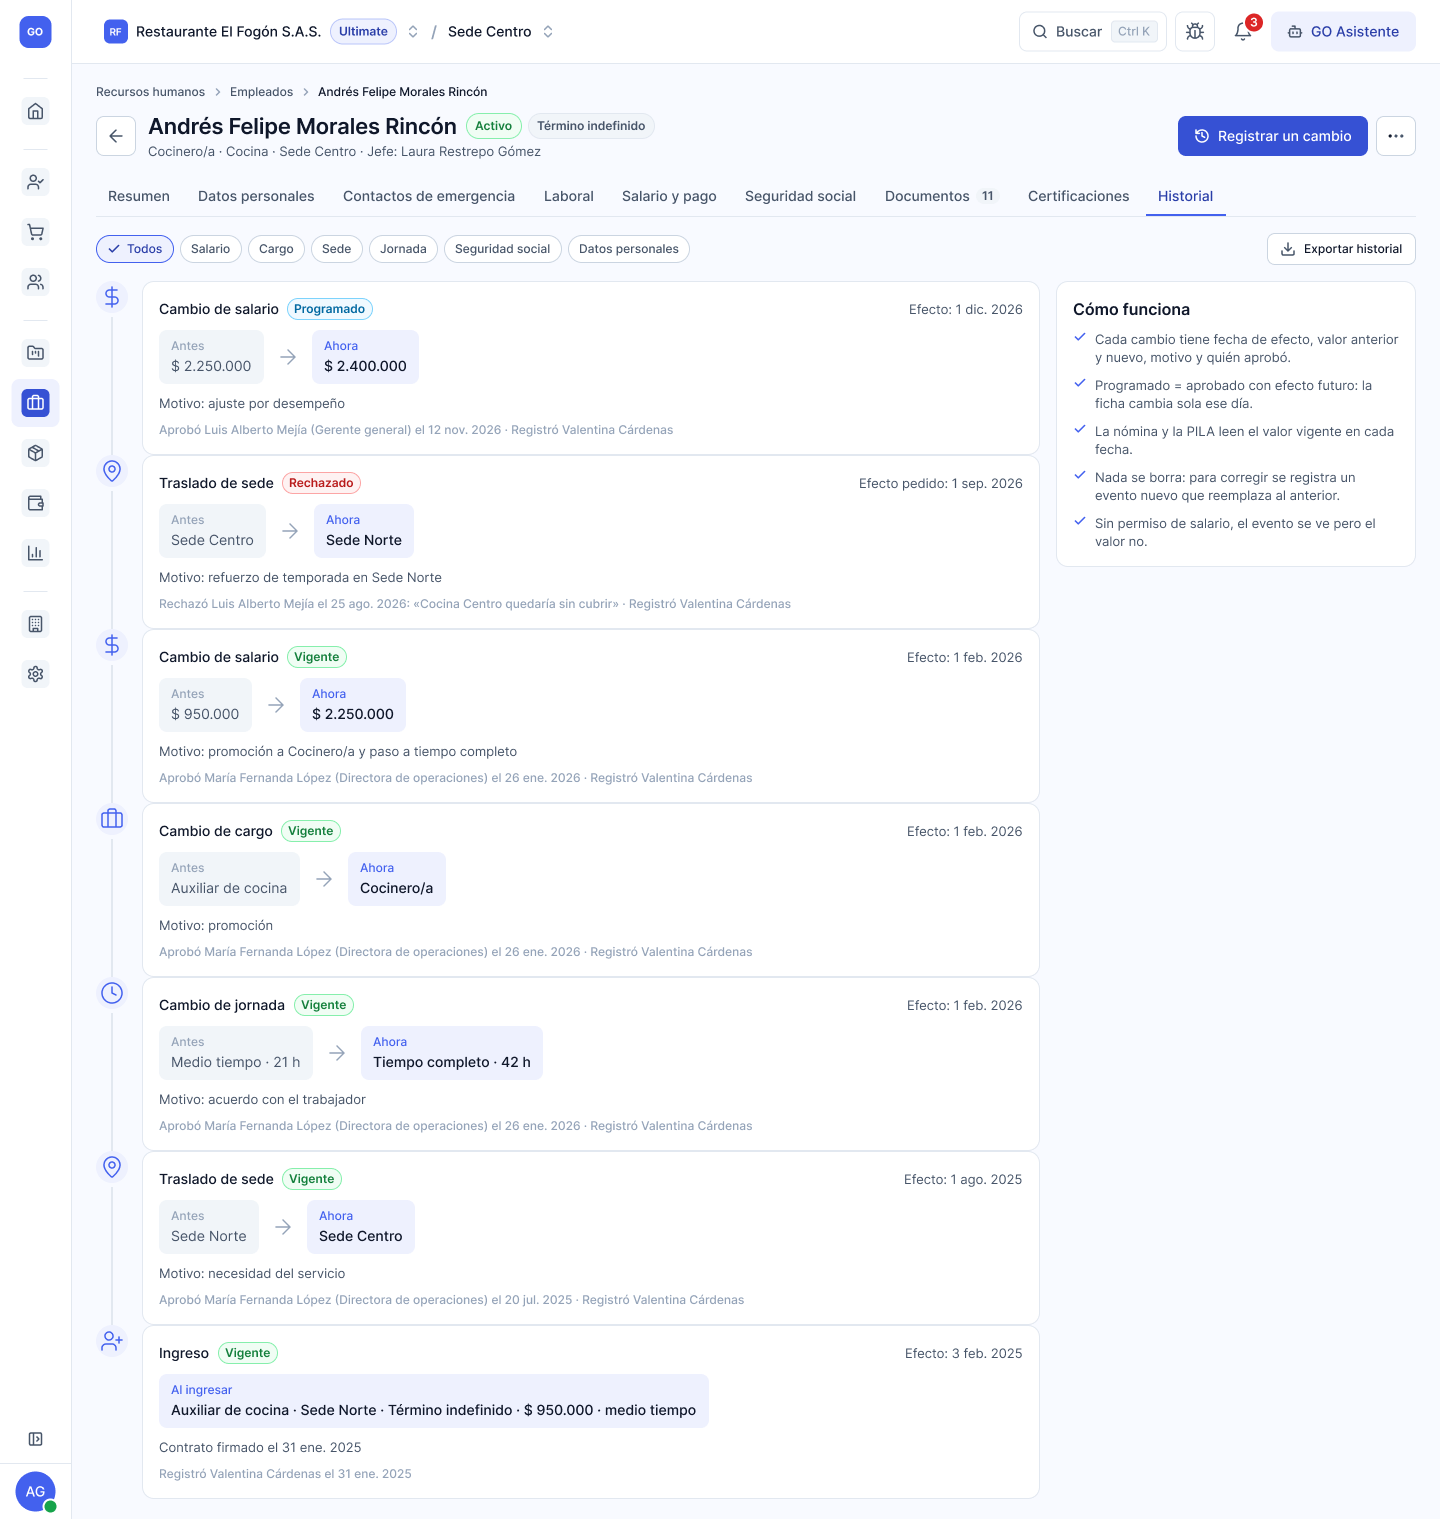 GO
RF Restaurante El Fogón S.A.S. Ultimate / Sede Centro
Buscar Ctrl K
3
GO Asistente
Recursos humanos > Empleados > Andrés Felipe Morales Rincón
Andrés Felipe Morales Rincón Activo Término indefinido
Cocinero/a · Cocina · Sede Centro · Jefe: Laura Restrepo Gómez
Registrar un cambio
Resumen Datos personales Contactos de emergencia Laboral Salario y pago Seguridad social Documentos 11 Certificaciones Historial
Todos Salario Cargo Sede Jornada Seguridad social Datos personales
Exportar historial
Cambio de salario Programado Efecto: 1 dic. 2026
Antes Ahora
$ 2.250.000 $ 2.400.000
Motivo: ajuste por desempeño
Aprobó Luis Alberto Mejía (Gerente general) el 12 nov. 2026 · Registró Valentina Cárdenas
Traslado de sede Rechazado Efecto pedido: 1 sep. 2026
Antes Ahora
Sede Centro Sede Norte
Motivo: refuerzo de temporada en Sede Norte
Rechazó Luis Alberto Mejía el 25 ago. 2026: «Cocina Centro quedaría sin cubrir» · Registró Valentina Cárdenas
Cambio de salario Vigente Efecto: 1 feb. 2026
Antes Ahora
$ 950.000 $ 2.250.000
Motivo: promoción a Cocinero/a y paso a tiempo completo
Aprobó María Fernanda López (Directora de operaciones) el 26 ene. 2026 · Registró Valentina Cárdenas
Cambio de cargo Vigente Efecto: 1 feb. 2026
Antes Ahora
Auxiliar de cocina Cocinero/a
Motivo: promoción
Aprobó María Fernanda López (Directora de operaciones) el 26 ene. 2026 · Registró Valentina Cárdenas
Cambio de jornada Vigente Efecto: 1 feb. 2026
Antes Ahora
Medio tiempo · 21 h Tiempo completo · 42 h
Motivo: acuerdo con el trabajador
Aprobó María Fernanda López (Directora de operaciones) el 26 ene. 2026 · Registró Valentina Cárdenas
Traslado de sede Vigente Efecto: 1 ago. 2025
Antes Ahora
Sede Norte Sede Centro
Motivo: necesidad del servicio
Aprobó María Fernanda López (Directora de operaciones) el 20 jul. 2025 · Registró Valentina Cárdenas
Ingreso Vigente Efecto: 3 feb. 2025
Al ingresar
Auxiliar de cocina · Sede Norte · Término indefinido · $ 950.000 · medio tiempo
Contrato firmado el 31 ene. 2025
Registró Valentina Cárdenas el 31 ene. 2025
Cómo funciona
Cada cambio tiene fecha de efecto, valor anterior
y nuevo, motivo y quién aprobó.
Programado = aprobado con efecto futuro: la
ficha cambia sola ese día.
La nómina y la PILA leen el valor vigente en cada
fecha.
Nada se borra: para corregir se registra un
evento nuevo que reemplaza al anterior.
Sin permiso de salario, el evento se ve pero el
valor no.
AG